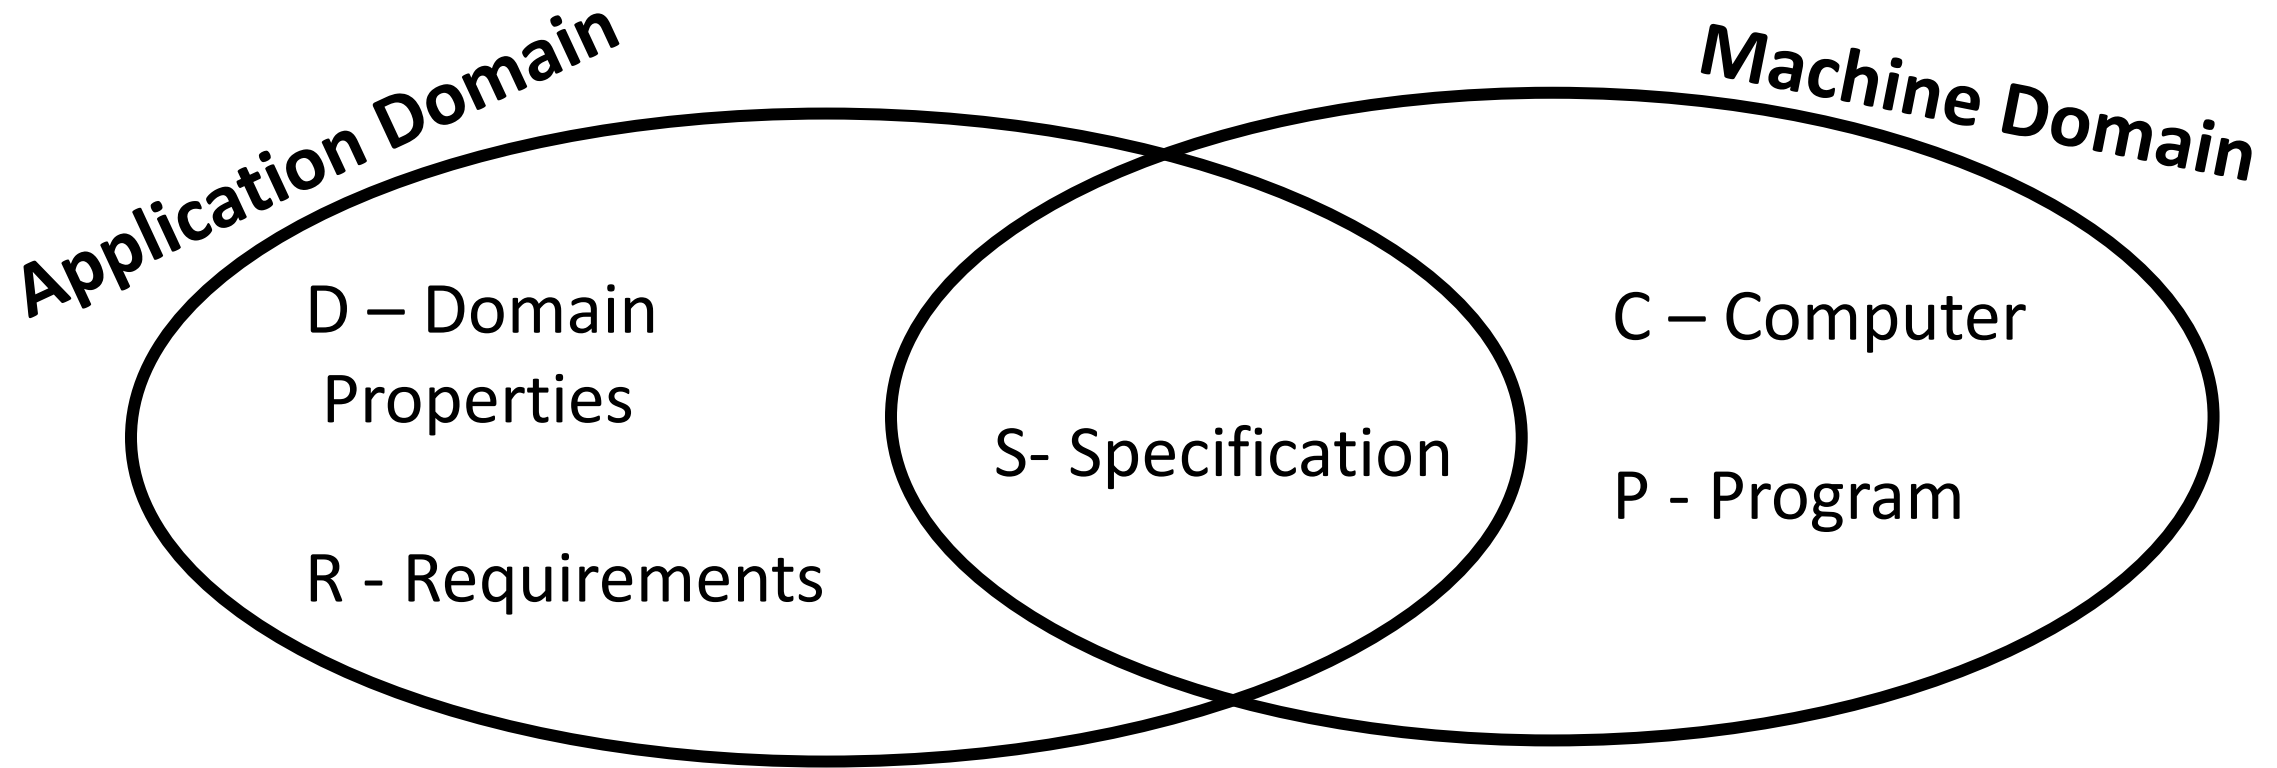 Application Domain
Machine Domain
D – Domain
Properties
R - Requirements
S- Specification
C – Computer
P - Program